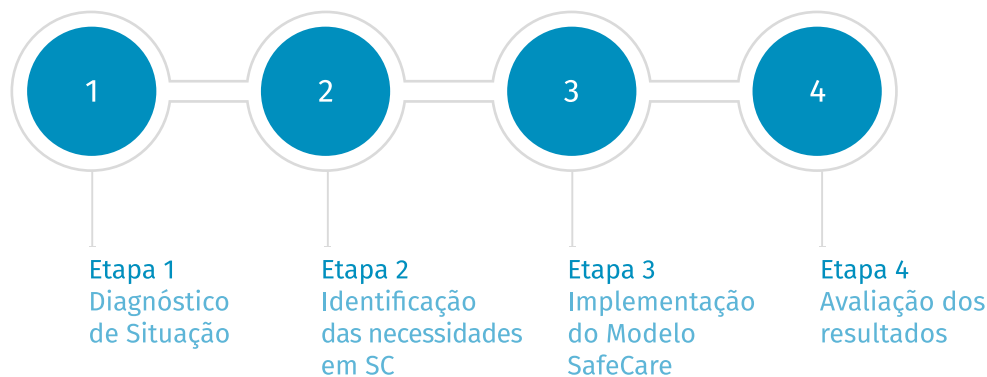 1
2
3
4
Etapa 1
Diagnóstico
de Situação
Etapa 2
Identificação
das necessidades
em SC
Etapa 3
Implementação
do Modelo
SafeCare
Etapa 4
Avaliação dos
resultados